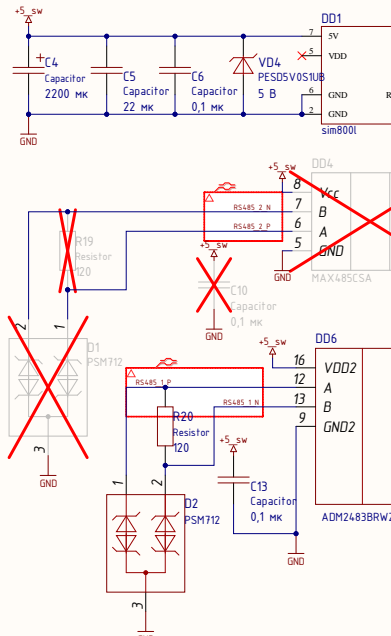 +5_sw
DD1
7
5V
5
VDD
C4
Capacitor
2200 мк
C5
Capacitor
22 мк
C6
Capacitor
0,1 мк
VD4
PESD5V0S1UB
5 В
6
GND
2
GND
R
sim800l
GND
+5_sw
DD4
8
Vcc
RS485_2_N
7
B
RS485_2_P
6
A
5
GND
GND
MAX485CSA
R19
Resistor
120
+5_sw
C10
Capacitor
0,1 мк
GND
2
1
D1
PSM712
3
GND
+5_sw
DD6
16
VDD2
RS485_1_P
12
A
RS485_1_N
13
B
9
GND2
R20
Resistor
120
+5_sw
C13
Capacitor
0,1 мк
ADM2483BRWZ
GND
1
2
D2
PSM712
3